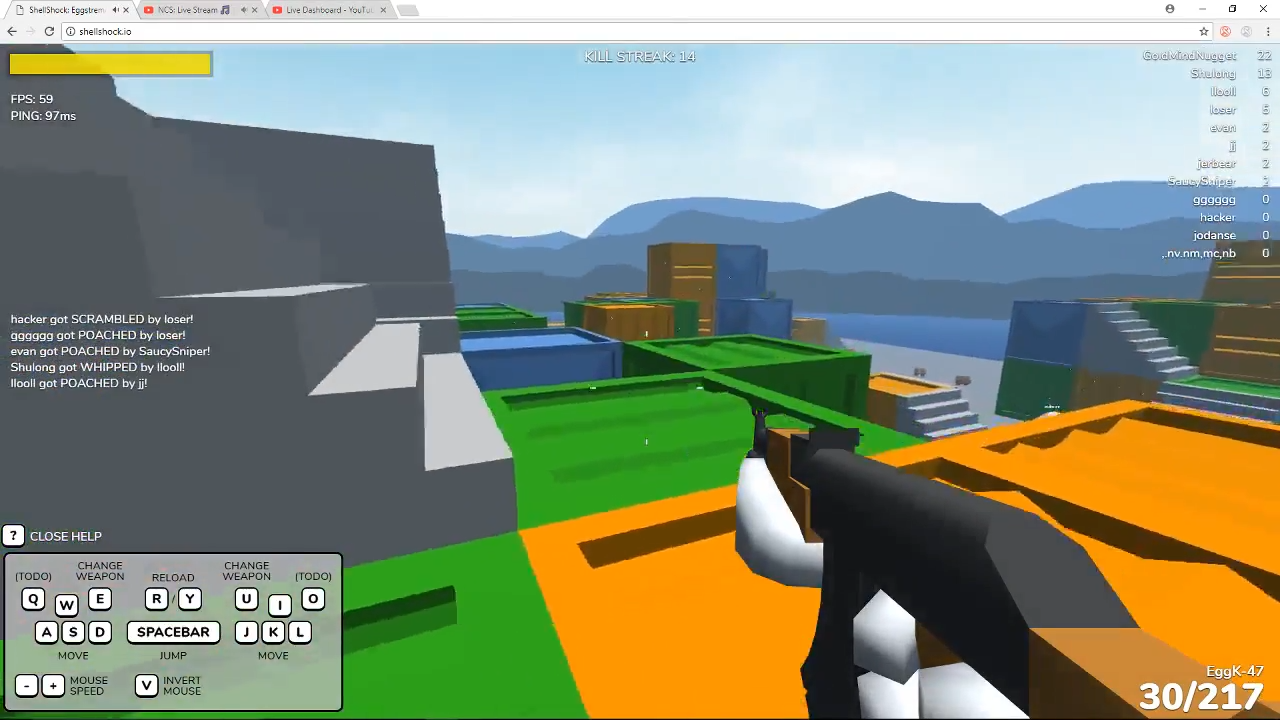 ShellShock: Eggstrem
NCS: Live Stream
Live Dashboard - YouTu
shellshock.io
KILL STREAK: 14
FPS: 59
PING: 97ms
GoldMindNugget 22
Shulong 13
llooll 6
loser 5
evan 2
jj 2
jerbear 2
SaucySniper 2
gggggg 0
hacker 0
jodanse 0
,.nv.nm,mc,nb 0
hacker got SCRAMBLED by loser!
gggggg got POACHED by loser!
evan got POACHED by SaucySniper!
Shulong got WHIPPED by llooll!
llooll got POACHED by jj!
? CLOSE HELP
(TODO) CHANGE WEAPON RELOAD CHANGE WEAPON (TODO)
Q W E R / Y U I O
A S D SPACEBAR J K L
MOVE JUMP MOVE
- + MOUSE SPEED V INVERT MOUSE
EggK-47
30/217